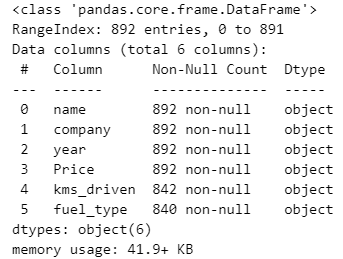 <class 'pandas.core.frame.DataFrame'>
RangeIndex: 892 entries, 0 to 891
Data columns (total 6 columns):
 #   Column      Non-Null Count  Dtype
---  ------      --------------  -----
 0   name        892 non-null    object
 1   company     892 non-null    object
 2   year        892 non-null    object
 3   Price       892 non-null    object
 4   kms_driven  842 non-null    object
 5   fuel_type   840 non-null    object
dtypes: object(6)
memory usage: 41.9+ KB